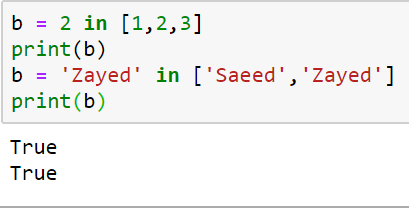 b = 2 in [1,2,3]
print(b)
b = 'Zayed' in ['Saeed','Zayed']
print(b)
True
True